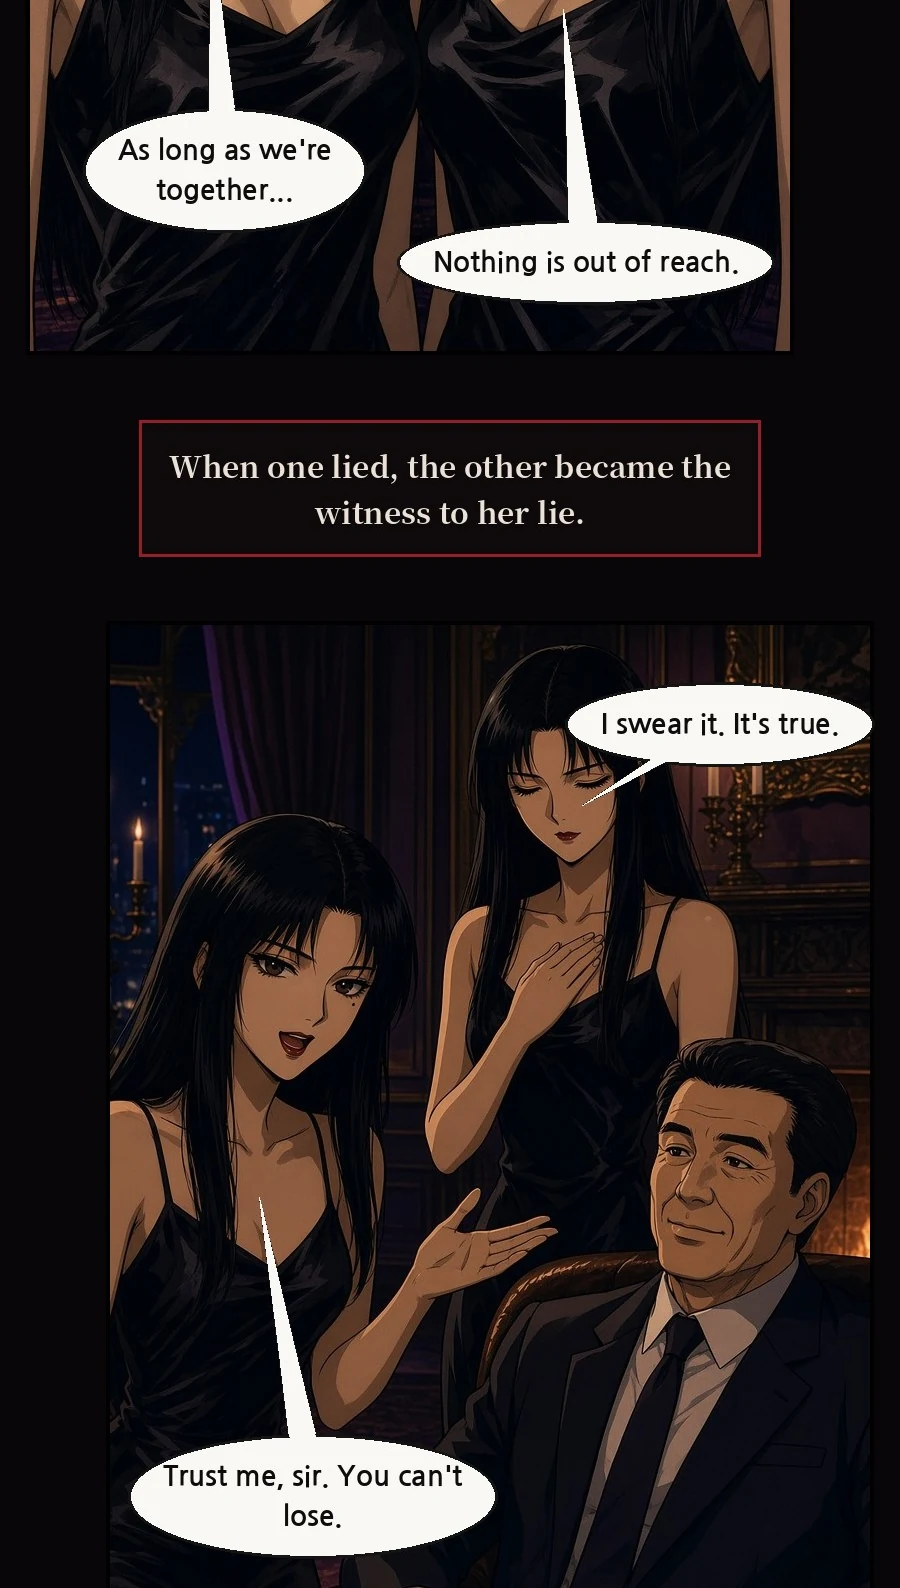 As long as we're
together...
Nothing is out of reach.
When one lied, the other became the
witness to her lie.
I swear it. It's true.
Trust me, sir. You can't
lose.